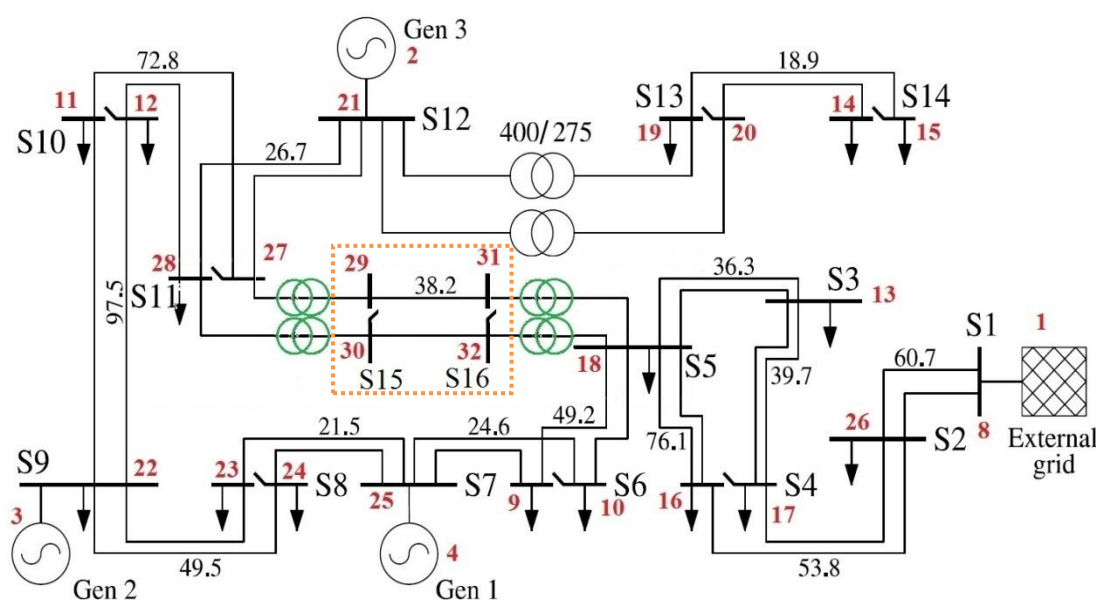 Gen 3
2
72.8
18.9
11
12
21
S13
S14
S10
S12
19
20
14
15
400/275
26.7
28
27
29
31
36.3
S3
13
S11
38.2
S1
1
97.5
30
32
18
S5
39.7
60.7
S15
S16
49.2
26
8
External
grid
S9
22
21.5
24.6
76.1
S2
23
24
S8
25
S7
9
S6
10
16
S4
17
3
4
49.5
53.8
Gen 2
Gen 1